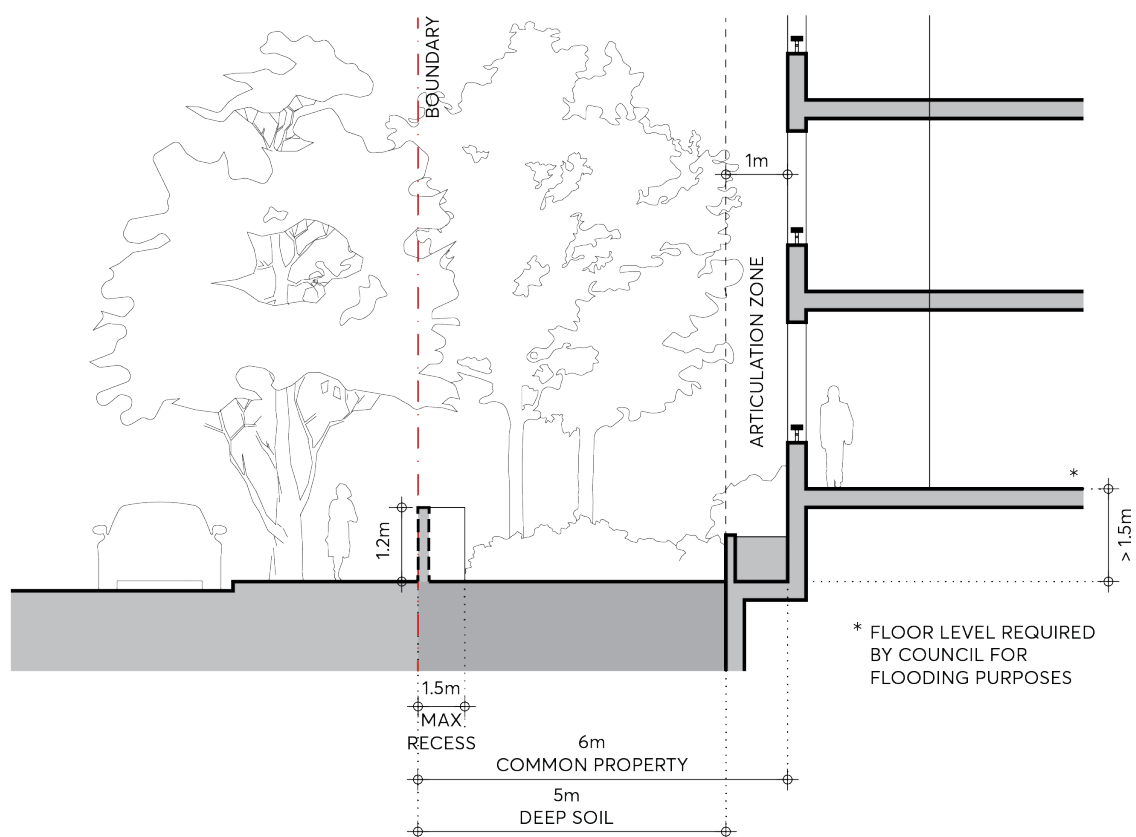 BOUNDARY
1m
ARTICULATION ZONE
1.2m
*
> 1.5m
* FLOOR LEVEL REQUIRED
BY COUNCIL FOR
FLOODING PURPOSES
1.5m
MAX
RECESS
6m
COMMON PROPERTY
5m
DEEP SOIL